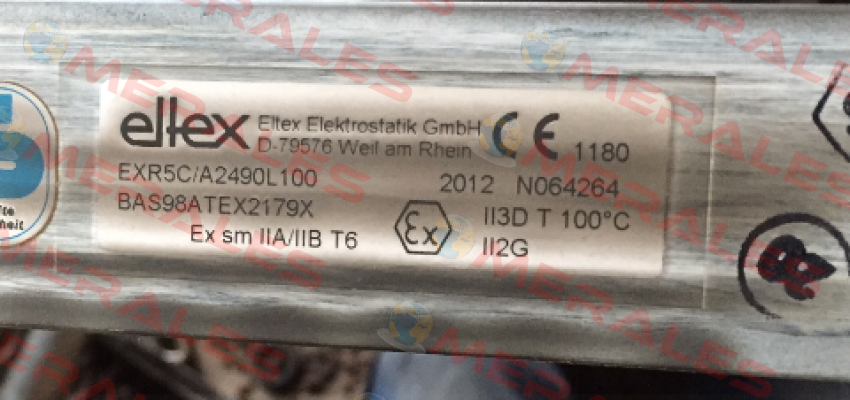 eltex
Eltex Elektrostatik GmbH
D-79576 Weil am Rhein
CE 1180
EXR5C/A2490L100
2012 N064264
BAS98ATEX2179X
Ex sm IIA/IIB T6
Ex
II3D T 100°C
II2G
MERALES